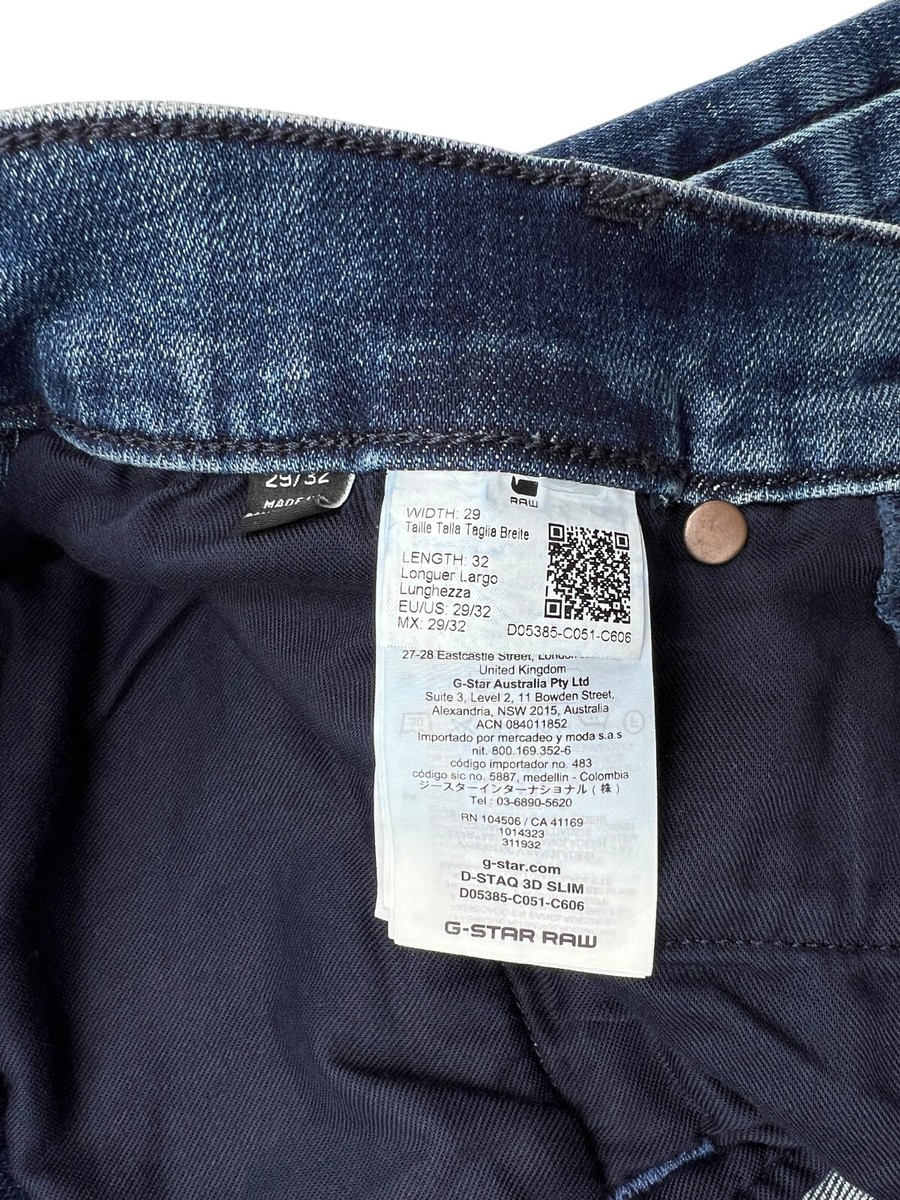 29/32
MADE
RAW
WIDTH: 29
Taille Talla Taglia Breite
LENGTH: 32
Longuer Largo
Lunghezza
EU/US: 29/32
MX: 29/32
D05385-C051-C606
27-28 Eastcastle Street, London
United Kingdom
G-Star Australia Pty Ltd
Suite 3, Level 2, 11 Bowden Street,
Alexandria, NSW 2015, Australia
ACN 084011852
Importado por mercadeo y moda s.a.s
nit. 800.169.352-6
código importador no. 483
código sic no. 5887, medellin - Colombia
ジースターインターナショナル(株)
Tel : 03-6890-5620
RN 104506 / CA 41169
1014323
311932
g-star.com
D-STAQ 3D SLIM
D05385-C051-C606
G-STAR RAW